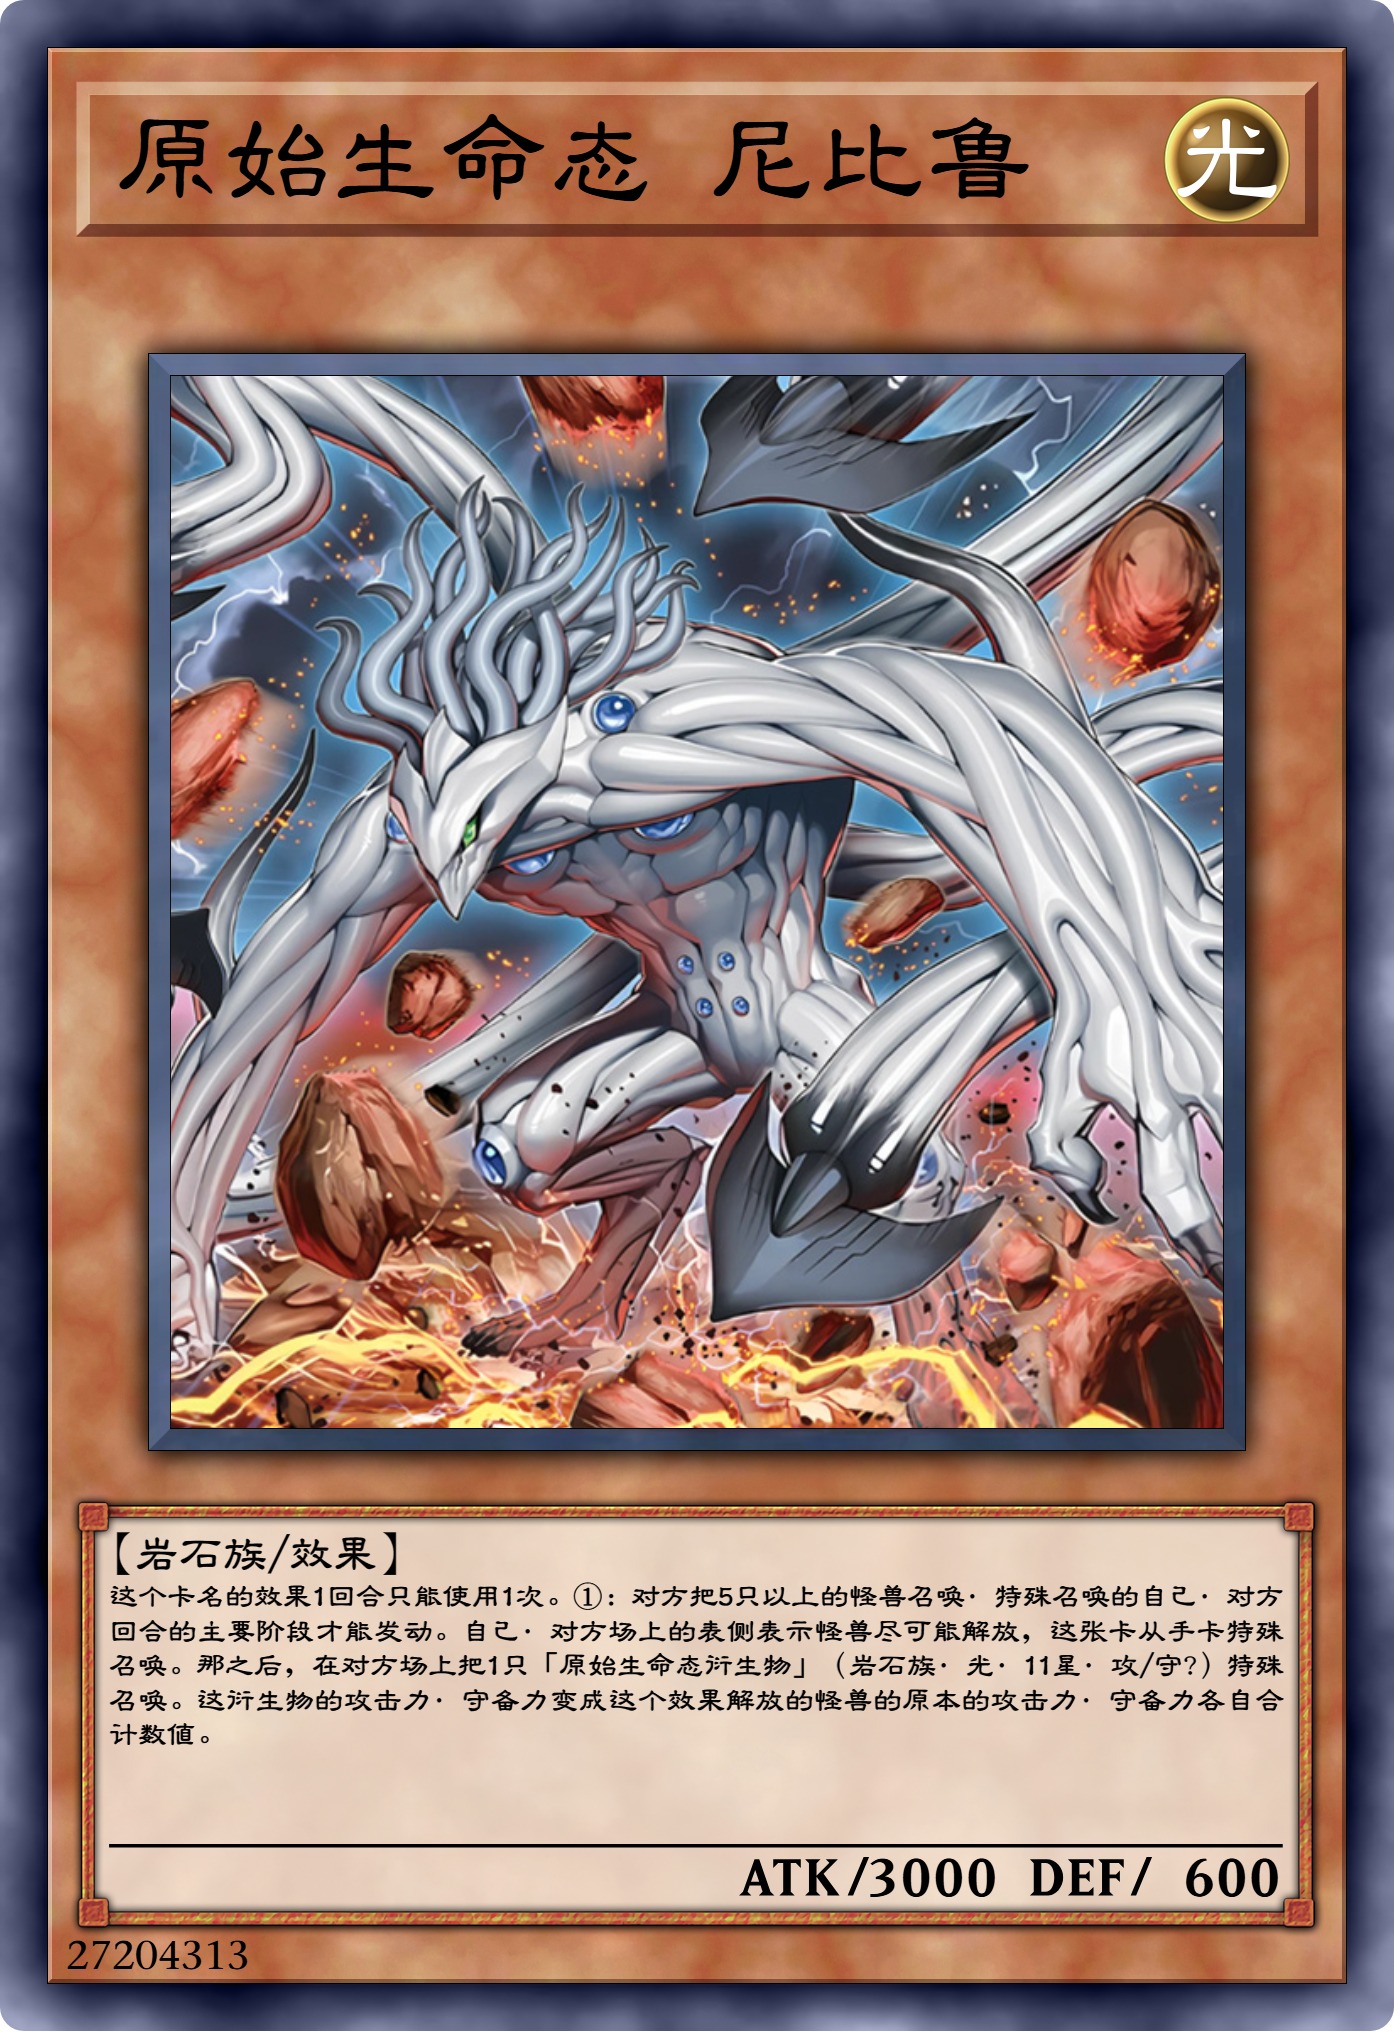 原始生命态 尼比鲁
光
【岩石族/效果】
这个卡名的效果1回合只能使用1次。①：对方把5只以上的怪兽召唤·特殊召唤的自己·对方
回合的主要阶段才能发动。自己·对方场上的表侧表示怪兽尽可能解放，这张卡从手卡特殊
召唤。那之后，在对方场上把1只「原始生命态衍生物」（岩石族·光·11星·攻/守?）特殊
召唤。这衍生物的攻击力·守备力变成这个效果解放的怪兽的原本的攻击力·守备力各自合
计数值。
ATK/3000 DEF/ 600
27204313